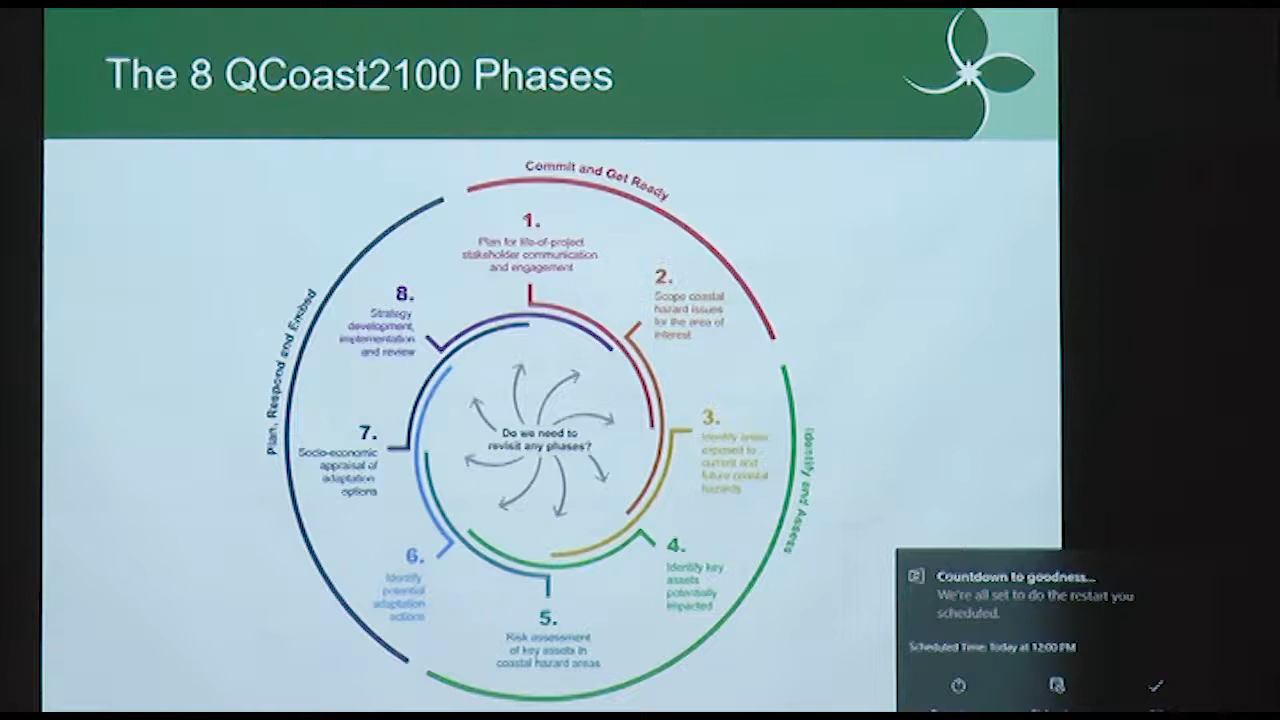 The 8 QCoast2100 Phases
Commit and Get Ready
1.
Plan for life-of-project
stakeholder communication
and engagement
2.
Scope coastal
hazard issues
for the area of
interest
3.
Identify areas
exposed to
current and
future coastal
hazards
Identify and Assess
4.
Identify key
assets
potentially
impacted
5.
Risk assessment
of key assets in
coastal hazard areas
6.
Identify
potential
adaptation
actions
7.
Socio-economic
appraisal of
adaptation
options
8.
Strategy
development,
implementation
and review
Plan, Respond and Embed
Do we need to
revisit any phases?
Countdown to goodness...
We're all set to do the restart you
scheduled.
Scheduled Time: Today at 12:00 PM